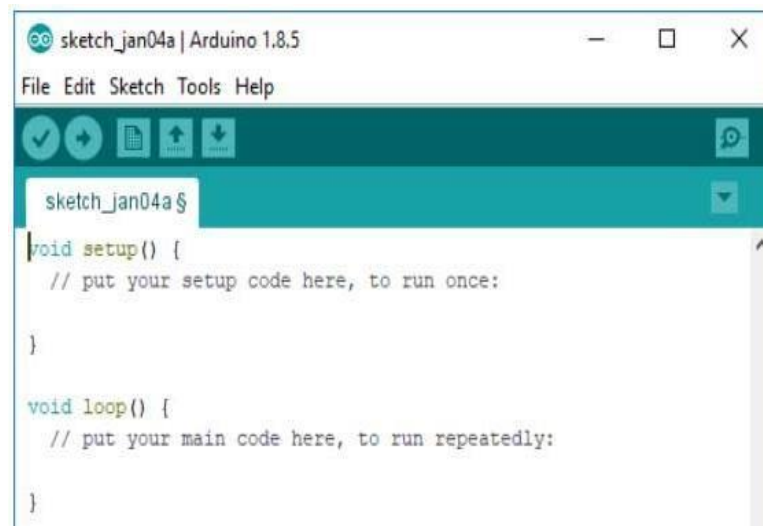 sketch_jan04a | Arduino 1.8.5
File Edit Sketch Tools Help
sketch_jan04a §
void setup() {
  // put your setup code here, to run once:

}

void loop() {
  // put your main code here, to run repeatedly:

}